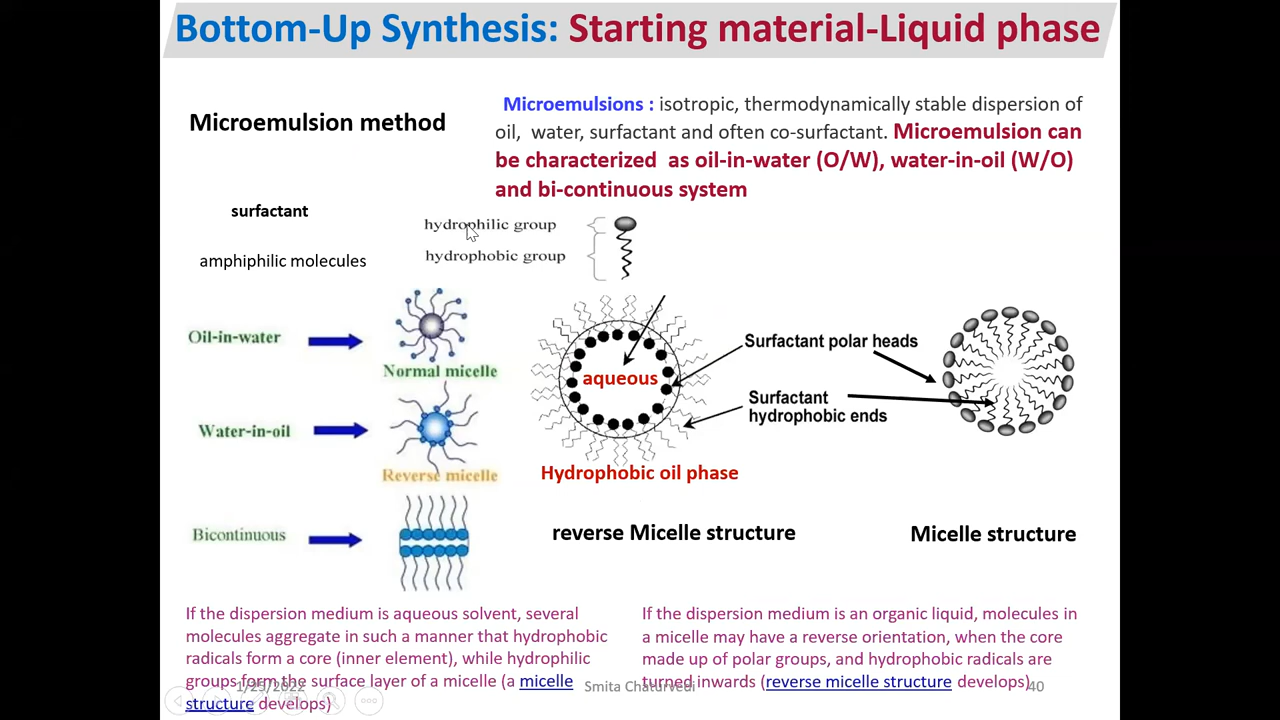 Bottom-Up Synthesis: Starting material-Liquid phase
Microemulsion method
Microemulsions : isotropic, thermodynamically stable dispersion of
oil, water, surfactant and often co-surfactant. Microemulsion can
be characterized as oil-in-water (O/W), water-in-oil (W/O)
and bi-continuous system
surfactant
amphiphilic molecules
hydrophilic group
hydrophobic group
Oil-in-water
Normal micelle
Water-in-oil
Reverse micelle
Bicontinuous
aqueous
Hydrophobic oil phase
reverse Micelle structure
Surfactant polar heads
Surfactant
hydrophobic ends
Micelle structure
If the dispersion medium is aqueous solvent, several
molecules aggregate in such a manner that hydrophobic
radicals form a core (inner element), while hydrophilic
groups form the surface layer of a micelle (a micelle
structure develops)
If the dispersion medium is an organic liquid, molecules in
a micelle may have a reverse orientation, when the core
made up of polar groups, and hydrophobic radicals are
turned inwards (reverse micelle structure develops)
1/25/2022
Smita Chaturvedi
40